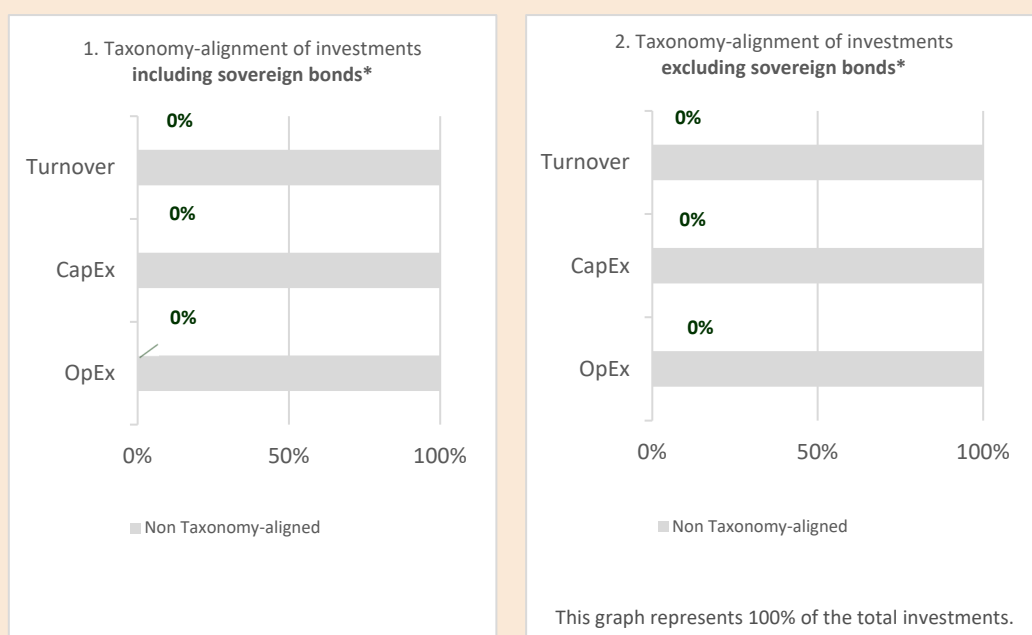 1. Taxonomy-alignment of investments
including sovereign bonds*
0%
Turnover
0%
CapEx
0%
OpEx
0% 50% 100%
Non Taxonomy-aligned
2. Taxonomy-alignment of investments
excluding sovereign bonds*
0%
Turnover
0%
CapEx
0%
OpEx
0% 50% 100%
Non Taxonomy-aligned
This graph represents 100% of the total investments.